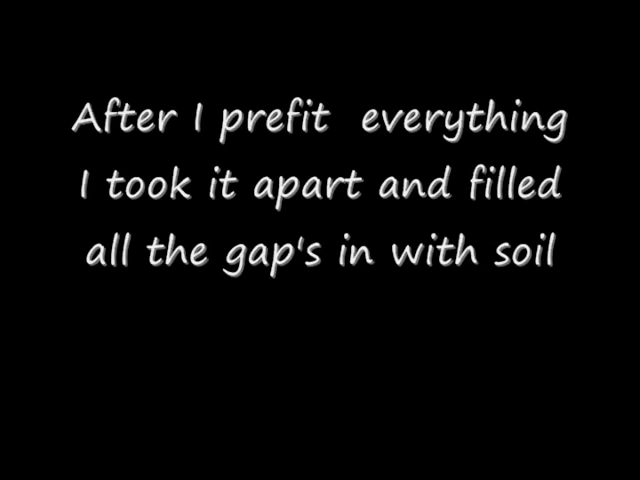 After I prefit  everything
I took it apart and filled
all the gap's in with soil